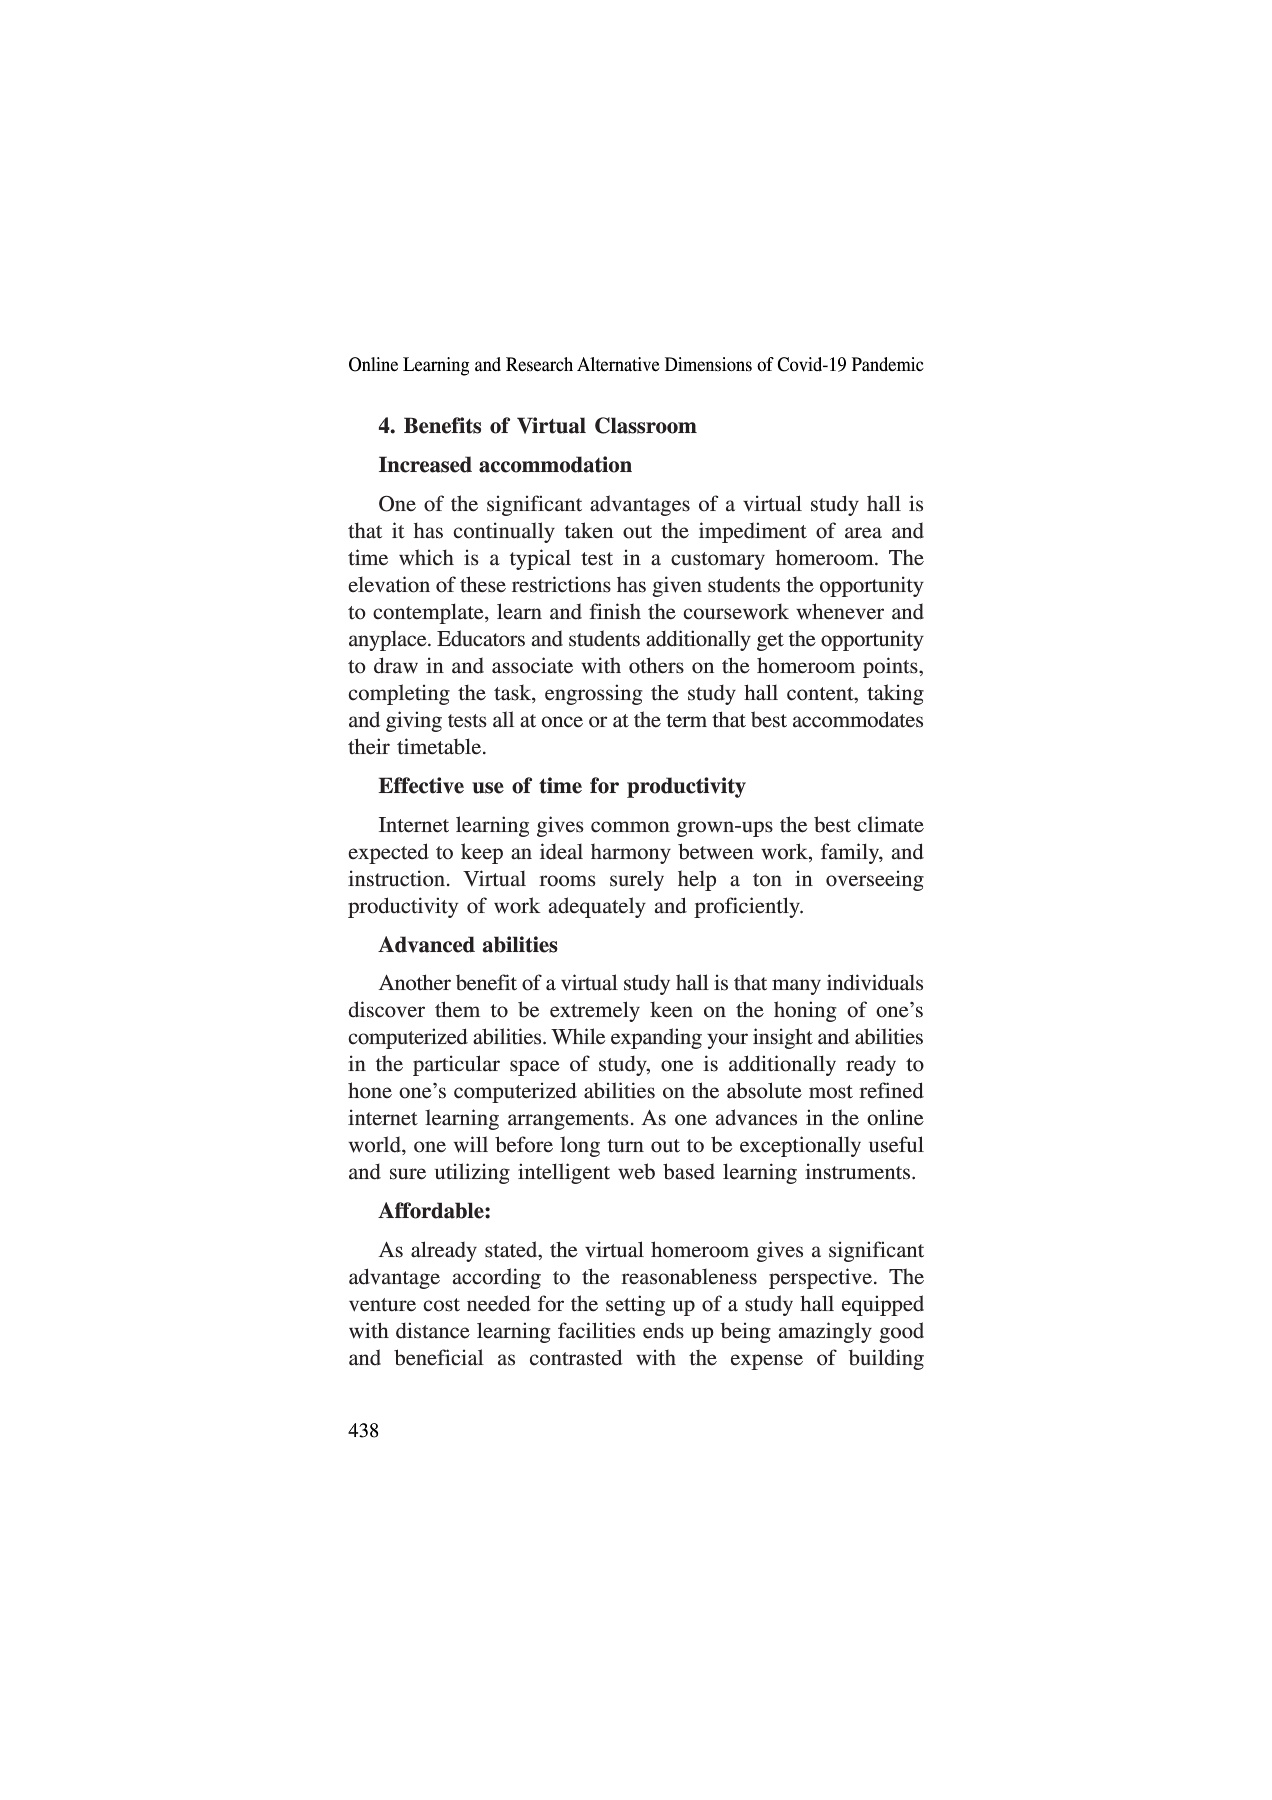 Online Learning and Research Alternative Dimensions of Covid-19 Pandemic
4. Benefits of Virtual Classroom
Increased accommodation
One of the significant advantages of a virtual study hall is
that it has continually taken out the impediment of area and
time which is a typical test in a customary homeroom. The
elevation of these restrictions has given students the opportunity
to contemplate, learn and finish the coursework whenever and
anyplace. Educators and students additionally get the opportunity
to draw in and associate with others on the homeroom points,
completing the task, engrossing the study hall content, taking
and giving tests all at once or at the term that best accommodates
their timetable.
Effective use of time for productivity
Internet learning gives common grown-ups the best climate
expected to keep an ideal harmony between work, family, and
instruction. Virtual rooms surely help a ton in overseeing
productivity of work adequately and proficiently.
Advanced abilities
Another benefit of a virtual study hall is that many individuals
discover them to be extremely keen on the honing of one’s
computerized abilities. While expanding your insight and abilities
in the particular space of study, one is additionally ready to
hone one’s computerized abilities on the absolute most refined
internet learning arrangements. As one advances in the online
world, one will before long turn out to be exceptionally useful
and sure utilizing intelligent web based learning instruments.
Affordable:
As already stated, the virtual homeroom gives a significant
advantage according to the reasonableness perspective. The
venture cost needed for the setting up of a study hall equipped
with distance learning facilities ends up being amazingly good
and beneficial as contrasted with the expense of building
438